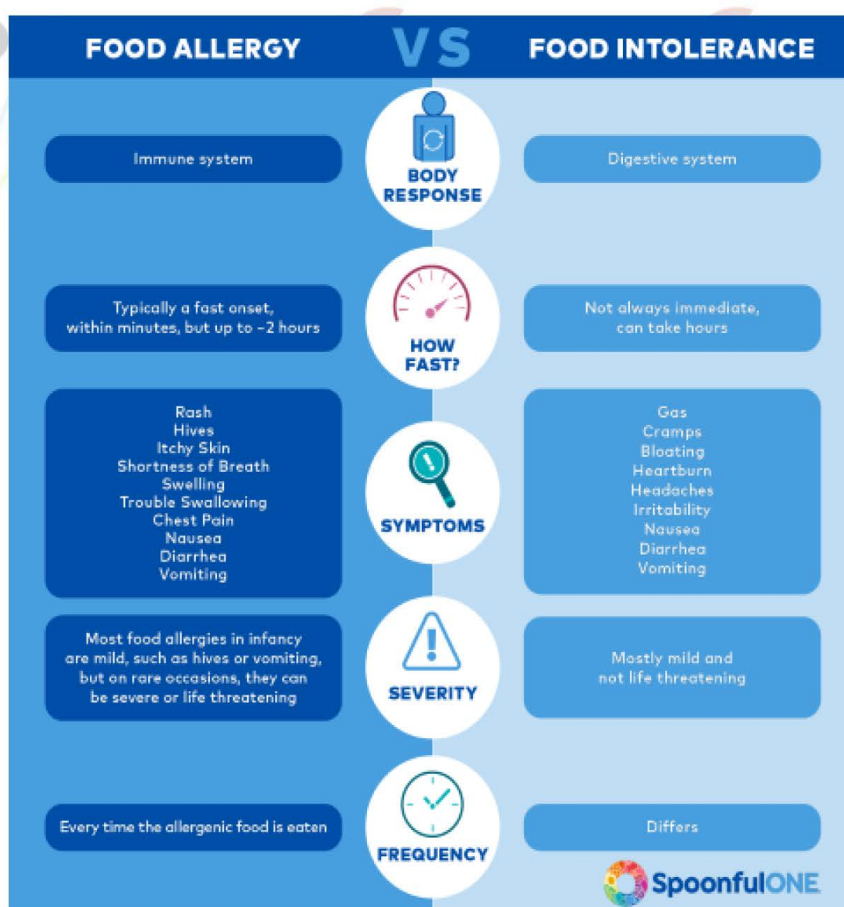 FOOD ALLERGY VS FOOD INTOLERANCE
Immune system
BODY
RESPONSE
Digestive system
Typically a fast onset,
within minutes, but up to ~2 hours
HOW
FAST?
Not always immediate,
can take hours
Rash
Hives
Itchy Skin
Shortness of Breath
Swelling
Trouble Swallowing
Chest Pain
Nausea
Diarrhea
Vomiting
SYMPTOMS
Gas
Cramps
Bloating
Heartburn
Headaches
Irritability
Nausea
Diarrhea
Vomiting
Most food allergies in infancy
are mild, such as hives or vomiting,
but on rare occasions, they can
be severe or life threatening
SEVERITY
Mostly mild and
not life threatening
Every time the allergenic food is eaten
FREQUENCY
Differs
SpoonfulONE